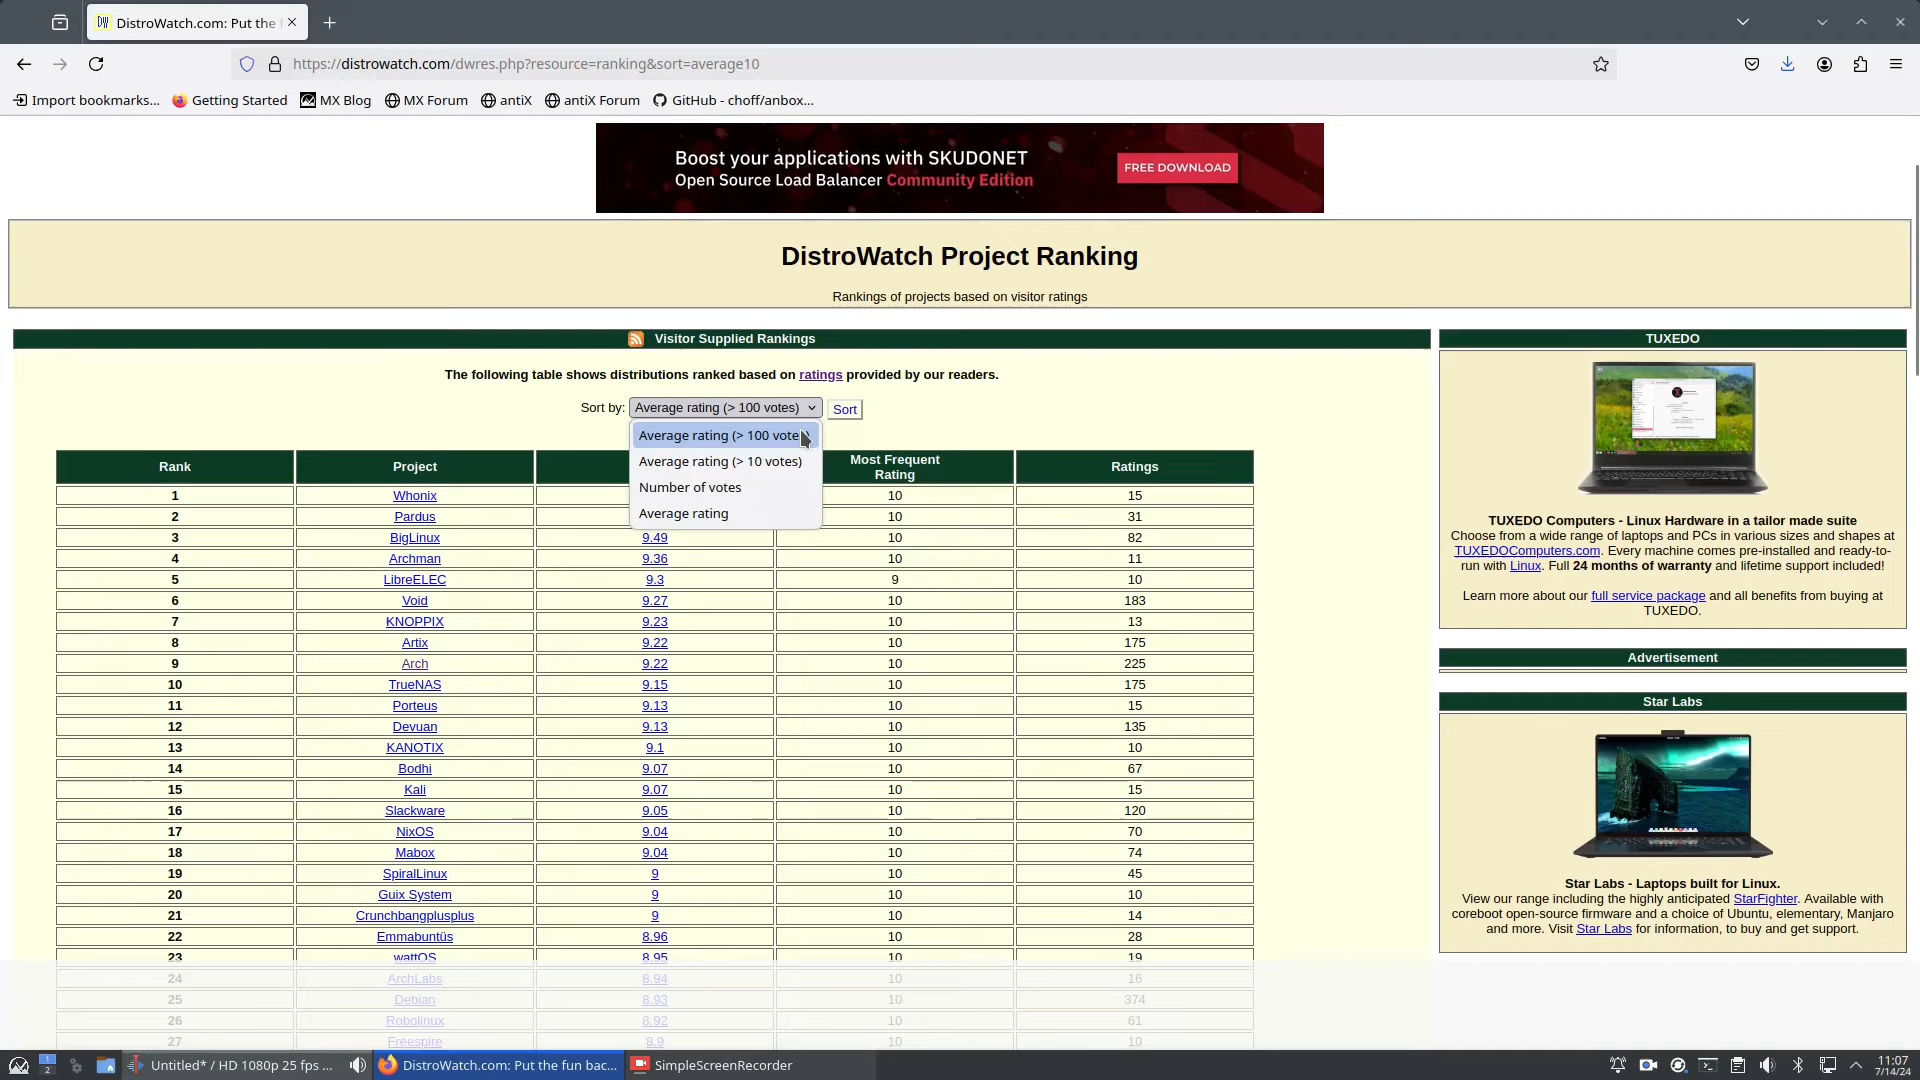 DistroWatch.com: Put the f
https://distrowatch.com/dwres.php?resource=ranking&sort=average10
Import bookmarks... Getting Started MX Blog MX Forum antiX antiX Forum GitHub - choff/anbox...
Boost your applications with SKUDONET
Open Source Load Balancer Community Edition
FREE DOWNLOAD
DistroWatch Project Ranking
Rankings of projects based on visitor ratings
Visitor Supplied Rankings
The following table shows distributions ranked based on ratings provided by our readers.
Sort by: Average rating (> 100 votes) Sort
Average rating (> 100 vote
Average rating (> 10 votes)
Number of votes
Average rating
Rank Project Most Frequent Rating Ratings
1 Whonix 10 15
2 Pardus 10 31
3 BigLinux 9.49 10 82
4 Archman 9.36 10 11
5 LibreELEC 9.3 9 10
6 Void 9.27 10 183
7 KNOPPIX 9.23 10 13
8 Artix 9.22 10 175
9 Arch 9.22 10 225
10 TrueNAS 9.15 10 175
11 Porteus 9.13 10 15
12 Devuan 9.13 10 135
13 KANOTIX 9.1 10 10
14 Bodhi 9.07 10 67
15 Kali 9.07 10 15
16 Slackware 9.05 10 120
17 NixOS 9.04 10 70
18 Mabox 9.04 10 74
19 SpiralLinux 9 10 45
20 Guix System 9 10 10
21 Crunchbangplusplus 9 10 14
22 Emmabuntüs 8.96 10 28
23 wattOS 8.95 10 19
24 ArchLabs 8.94 10 16
25 Debian 8.93 10 374
26 Robolinux 8.92 10 61
27 Freespire 8.9 10 10
TUXEDO
TUXEDO Computers - Linux Hardware in a tailor made suite
Choose from a wide range of laptops and PCs in various sizes and shapes at
TUXEDOComputers.com. Every machine comes pre-installed and ready-to-
run with Linux. Full 24 months of warranty and lifetime support included!
Learn more about our full service package and all benefits from buying at
TUXEDO.
Advertisement
Star Labs
Star Labs - Laptops built for Linux.
View our range including the highly anticipated StarFighter. Available with
coreboot open-source firmware and a choice of Ubuntu, elementary, Manjaro
and more. Visit Star Labs for information, to buy and get support.
1
2
Untitled* / HD 1080p 25 fps ...
DistroWatch.com: Put the fun bac...
SimpleScreenRecorder
11:07
7/14/24